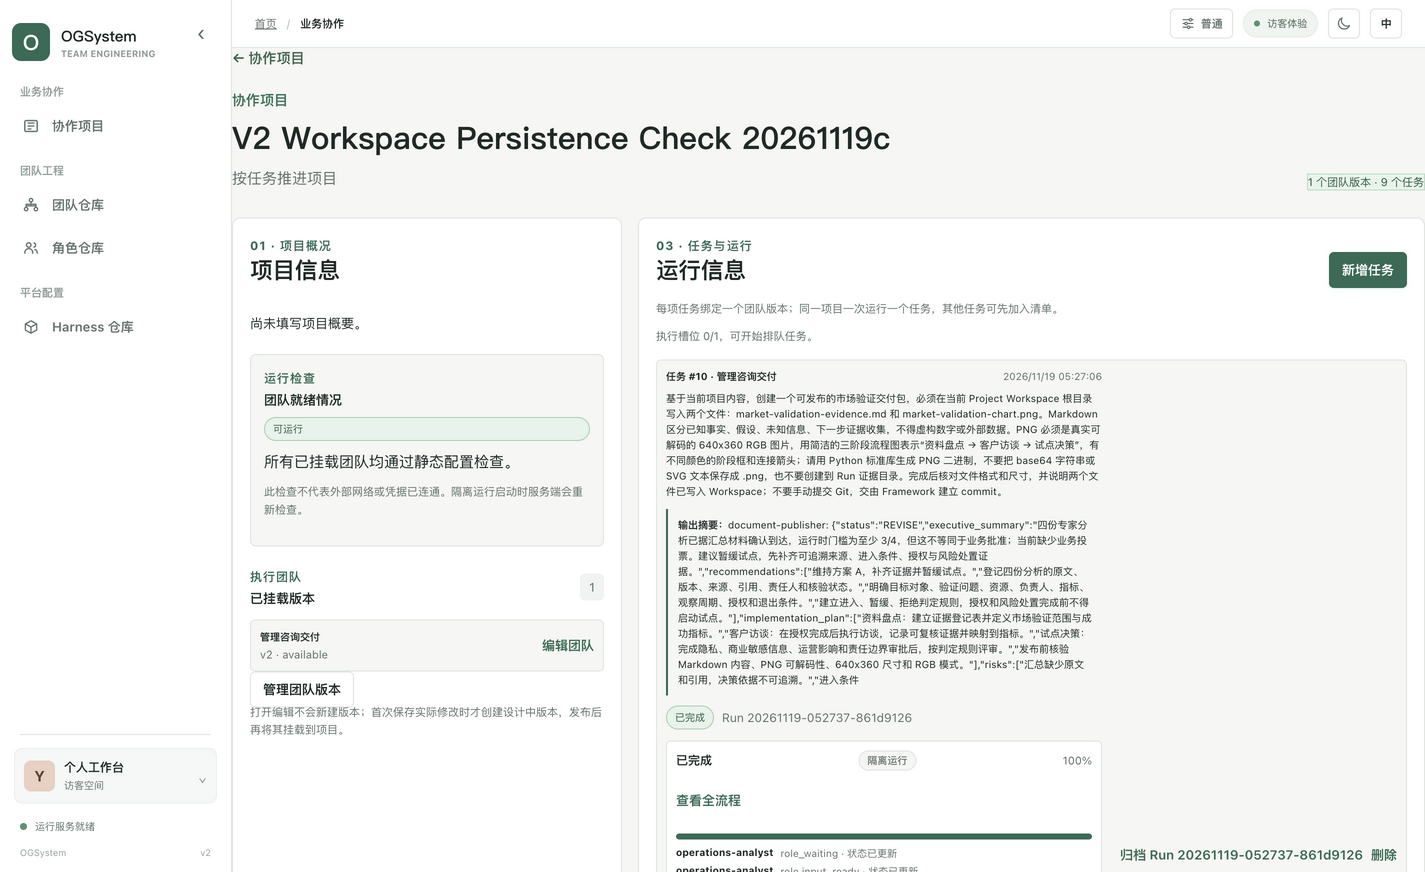 O
OGSystem
TEAM ENGINEERING
业务协作
协作项目
团队工程
团队仓库
角色仓库
平台配置
Harness 仓库
Y
个人工作台
访客空间
运行服务就绪
OGSystem
v2
首页 / 业务协作
普通
访客体验
中
← 协作项目
协作项目
V2 Workspace Persistence Check 20261119c
按任务推进项目
1 个团队版本 · 9 个任务
01 · 项目概况
项目信息
尚未填写项目概要。
运行检查
团队就绪情况
可运行
所有已挂载团队均通过静态配置检查。
此检查不代表外部网络或凭据已连通。隔离运行启动时服务端会重
新检查。
执行团队
已挂载版本
1
管理咨询交付
v2 · available
编辑团队
管理团队版本
打开编辑不会新建版本；首次保存实际修改时才创建设计中版本，发布后
再将其挂载到项目。
03 · 任务与运行
运行信息
新增任务
每项任务绑定一个团队版本；同一项目一次运行一个任务，其他任务可先加入清单。
执行槽位 0/1，可开始排队任务。
任务 #10 · 管理咨询交付
2026/11/19 05:27:06
基于当前项目内容，创建一个可发布的市场验证交付包，必须在当前 Project Workspace 根目录
写入两个文件：market-validation-evidence.md 和 market-validation-chart.png。Markdown
区分已知事实、假设、未知信息、下一步证据收集，不得虚构数字或外部数据。PNG 必须是真实可
解码的 640x360 RGB 图片，用简洁的三阶段流程图表示“资料盘点 → 客户访谈 → 试点决策”，有
不同颜色的阶段框和连接箭头；请用 Python 标准库生成 PNG 二进制，不要把 base64 字符串或
SVG 文本保存成 .png，也不要创建到 Run 证据目录。完成后核对文件格式和尺寸，并说明两个文
件已写入 Workspace；不要手动提交 Git，交由 Framework 建立 commit。
输出摘要：document-publisher: {"status":"REVISE","executive_summary":"四份专家分
析已据汇总材料确认到达，运行时门槛为至少 3/4，但这不等同于业务批准；当前缺少业务投
票。建议暂缓试点，先补齐可追溯来源、进入条件、授权与风险处置证
据。","recommendations":["维持方案 A，补齐证据并暂缓试点。","登记四份分析的原文、
版本、来源、引用、责任人和核验状态。","明确目标对象、验证问题、资源、负责人、指标、
观察周期、授权和退出条件。","建立进入、暂缓、拒绝判定规则，授权和风险处置完成前不得
启动试点。"],"implementation_plan":["资料盘点：建立证据登记表并定义市场验证范围与成
功指标。","客户访谈：在授权完成后执行访谈，记录可复核证据并映射到指标。","试点决策：
完成隐私、商业敏感信息、运营影响和责任边界审批后，按判定规则评审。","发布前核验
Markdown 内容、PNG 可解码性、640x360 尺寸和 RGB 模式。"],"risks":["汇总缺少原文
和引用，决策依据不可追溯。","进入条件
已完成
Run 20261119-052737-861d9126
已完成
隔离运行
100%
查看全流程
operations-analyst role_waiting · 状态已更新
operations-analyst role input ready · 状态已更新
归档 Run 20261119-052737-861d9126 删除